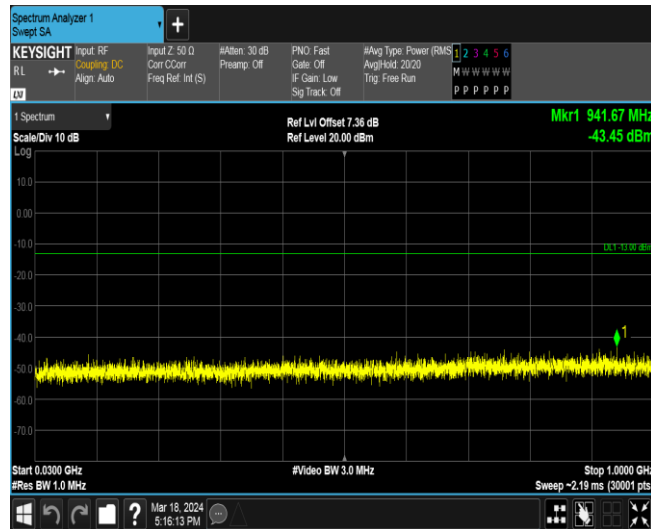 Spectrum Analyzer 1
Swept SA
+
KEYSIGHT
RL
LXI
Input: RF
Coupling: DC
Align: Auto
Input Z: 50 Ω
Corr CCorr
Freq Ref: Int (S)
#Atten: 30 dB
Preamp: Off
PNO: Fast
Gate: Off
IF Gain: Low
Sig Track: Off
#Avg Type: Power (RMS
Avg|Hold: 20/20
Trig: Free Run
1 2 3 4 5 6
M W W W W W
P P P P P P
1 Spectrum
Scale/Div 10 dB
Log
Ref Lvl Offset 7.36 dB
Ref Level 20.00 dBm
Mkr1 941.67 MHz
-43.45 dBm
10.0
0.00
-10.0
DL1 -13.00 dBm
-20.0
-30.0
-40.0
1
-50.0
-60.0
-70.0
Start 0.0300 GHz
#Res BW 1.0 MHz
#Video BW 3.0 MHz
Stop 1.0000 GHz
Sweep ~2.19 ms (30001 pts
?
Mar 18, 2024
5:16:13 PM